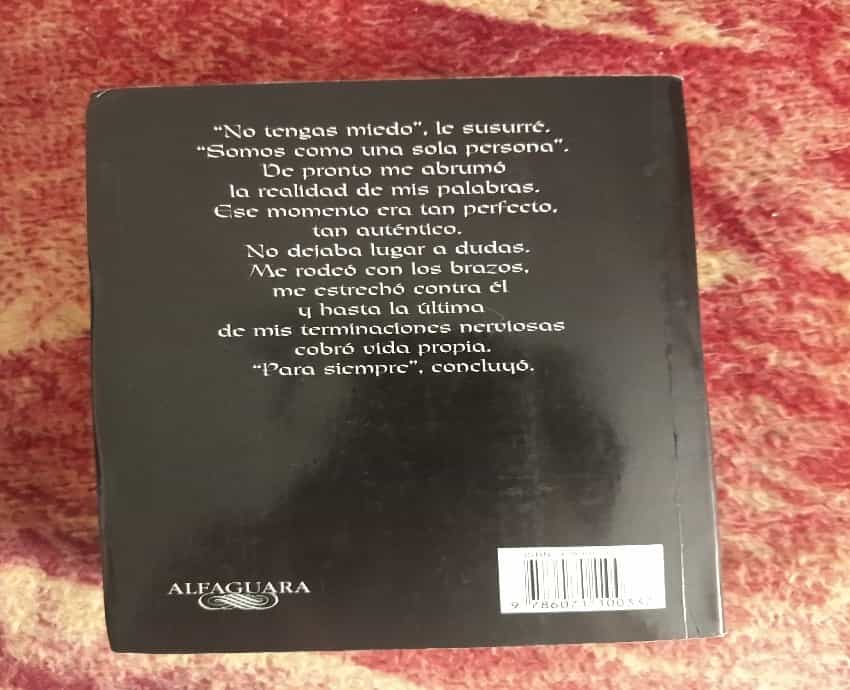 “No tengas miedo”, le susurré.
“Somos como una sola persona”.
De pronto me abrumó
la realidad de mis palabras.
Ese momento era tan perfecto,
tan auténtico.
No dejaba lugar a dudas.
Me rodeó con los brazos,
me estrechó contra él
y hasta la última
de mis terminaciones nerviosas
cobró vida propia.
“Para siempre”, concluyó.
ALFAGUARA
ISBN